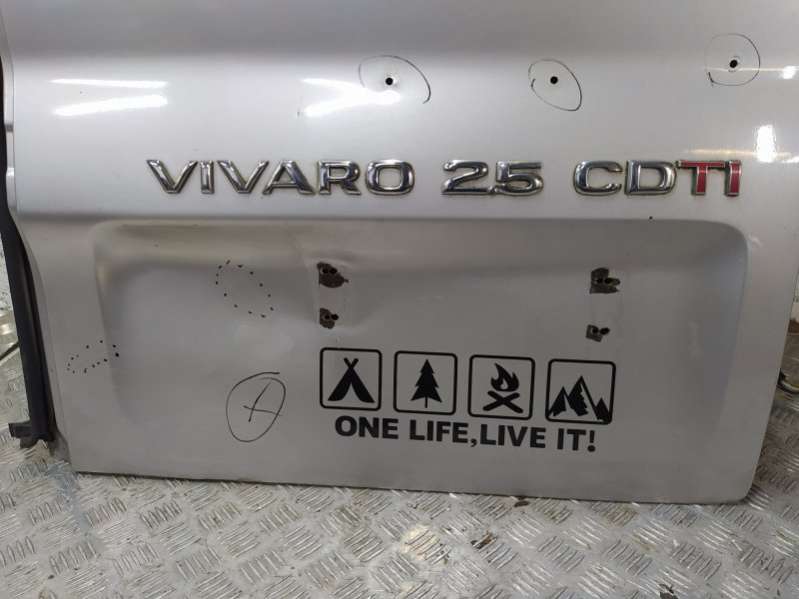 VIVARO 2.5 CDTI
A
ONE LIFE, LIVE IT!